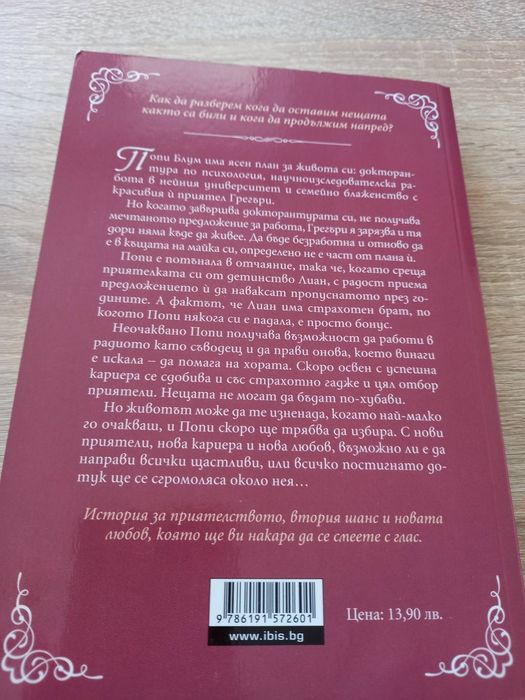 Как да разберем кога да оставим нещата
както са били и кога да продължим напред?
Попи Блум има ясен план за живота си: докторан-
тура по психология, научноизследователска ра-
бота в нейния университет и семейно блаженство с
красивия ѝ приятел Грегъри.
Но когато завършва докторантурата си, не получава
мечтаното предложение за работа, Грегъри я зарязва и тя
дори няма къде да живее. Да бъде безработна и отново да
е в къщата на майка си, определено не е част от плана ѝ.
Попи е потънала в отчаяние, така че, когато среща
приятелката си от детинство Лиан, с радост приема
предложението ѝ да наваксат пропуснатото през го-
дините. А фактът, че Лиан има страхотен брат, по
когото Попи някога си е падала, е просто бонус.
Неочаквано Попи получава възможност да работи в
радиото като съводещ и да прави онова, което винаги
е искала – да помага на хората. Скоро освен с успешна
кариера се сдобива и със страхотно гадже и цял отбор
приятели. Нещата не могат да бъдат по-хубави.
Но животът може да те изненада, когато най-малко
го очакваш, и Попи скоро ще трябва да избира. С нови
приятели, нова кариера и нова любов, възможно ли е да
направи всички щастливи, или всичко постигнато до-
тук ще се сгромоляса около нея...
История за приятелството, втория шанс и новата
любов, която ще ви накара да се смеете с глас.
9 786191 572601
www.ibis.bg
Цена: 13,90 лв.